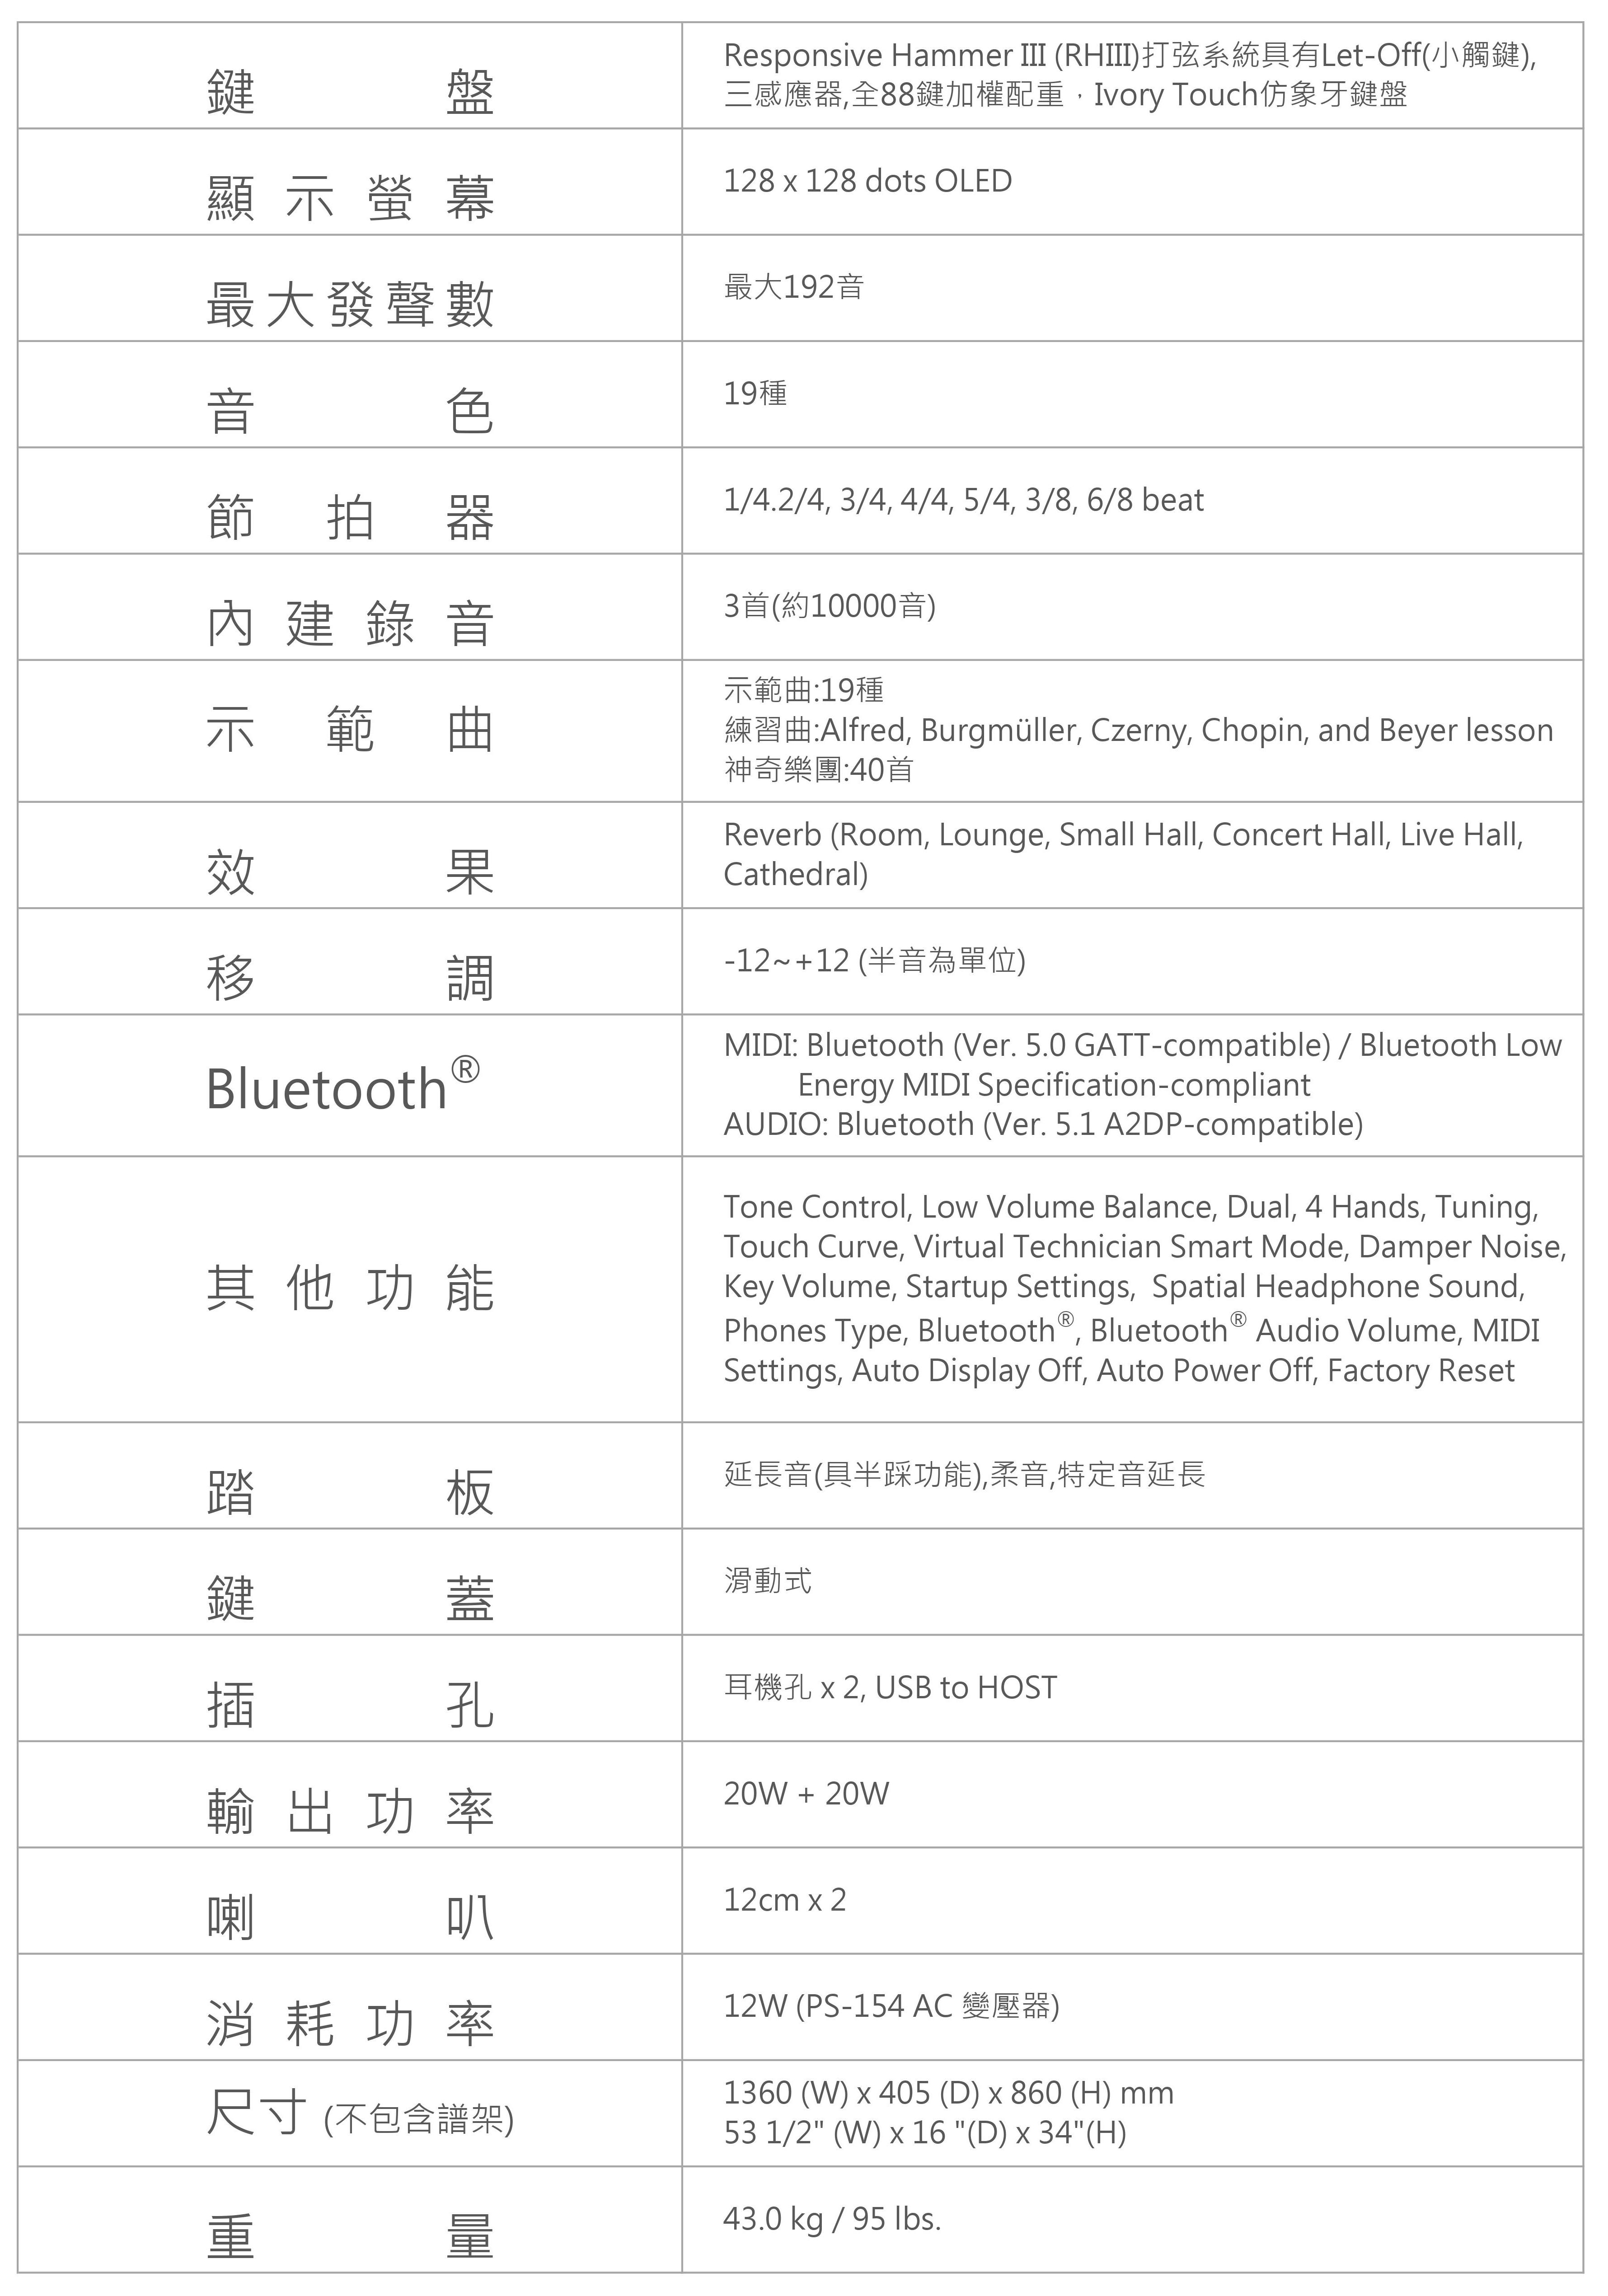 鍵盤
Responsive Hammer III (RHIII)打弦系統具有Let-Off(小觸鍵),
三感應器,全88鍵加權配重，Ivory Touch仿象牙鍵盤
顯示螢幕
128 x 128 dots OLED
最大發聲數
最大192音
音色
19種
節拍器
1/4.2/4, 3/4, 4/4, 5/4, 3/8, 6/8 beat
內建錄音
3首(約10000音)
示範曲
示範曲:19種
練習曲:Alfred, Burgmüller, Czerny, Chopin, and Beyer lesson
神奇樂團:40首
效果
Reverb (Room, Lounge, Small Hall, Concert Hall, Live Hall,
Cathedral)
移調
-12~+12 (半音為單位)
Bluetooth®
MIDI: Bluetooth (Ver. 5.0 GATT-compatible) / Bluetooth Low
Energy MIDI Specification-compliant
AUDIO: Bluetooth (Ver. 5.1 A2DP-compatible)
其他功能
Tone Control, Low Volume Balance, Dual, 4 Hands, Tuning,
Touch Curve, Virtual Technician Smart Mode, Damper Noise,
Key Volume, Startup Settings, Spatial Headphone Sound,
Phones Type, Bluetooth®, Bluetooth® Audio Volume, MIDI
Settings, Auto Display Off, Auto Power Off, Factory Reset
踏板
延長音(具半踩功能),柔音,特定音延長
鍵蓋
滑動式
插孔
耳機孔 x 2, USB to HOST
輸出功率
20W + 20W
喇叭
12cm x 2
消耗功率
12W (PS-154 AC 變壓器)
尺寸 (不包含譜架)
1360 (W) x 405 (D) x 860 (H) mm
53 1/2" (W) x 16 "(D) x 34"(H)
重量
43.0 kg / 95 lbs.